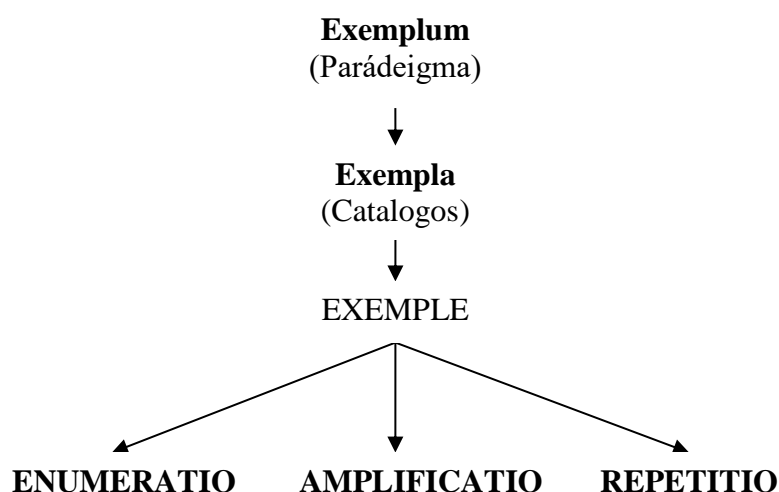 Exemplum
(Parádeigma)
Exempla
(Catalogos)
EXEMPLE
ENUMERATIO AMPLIFICATIO REPETITIO